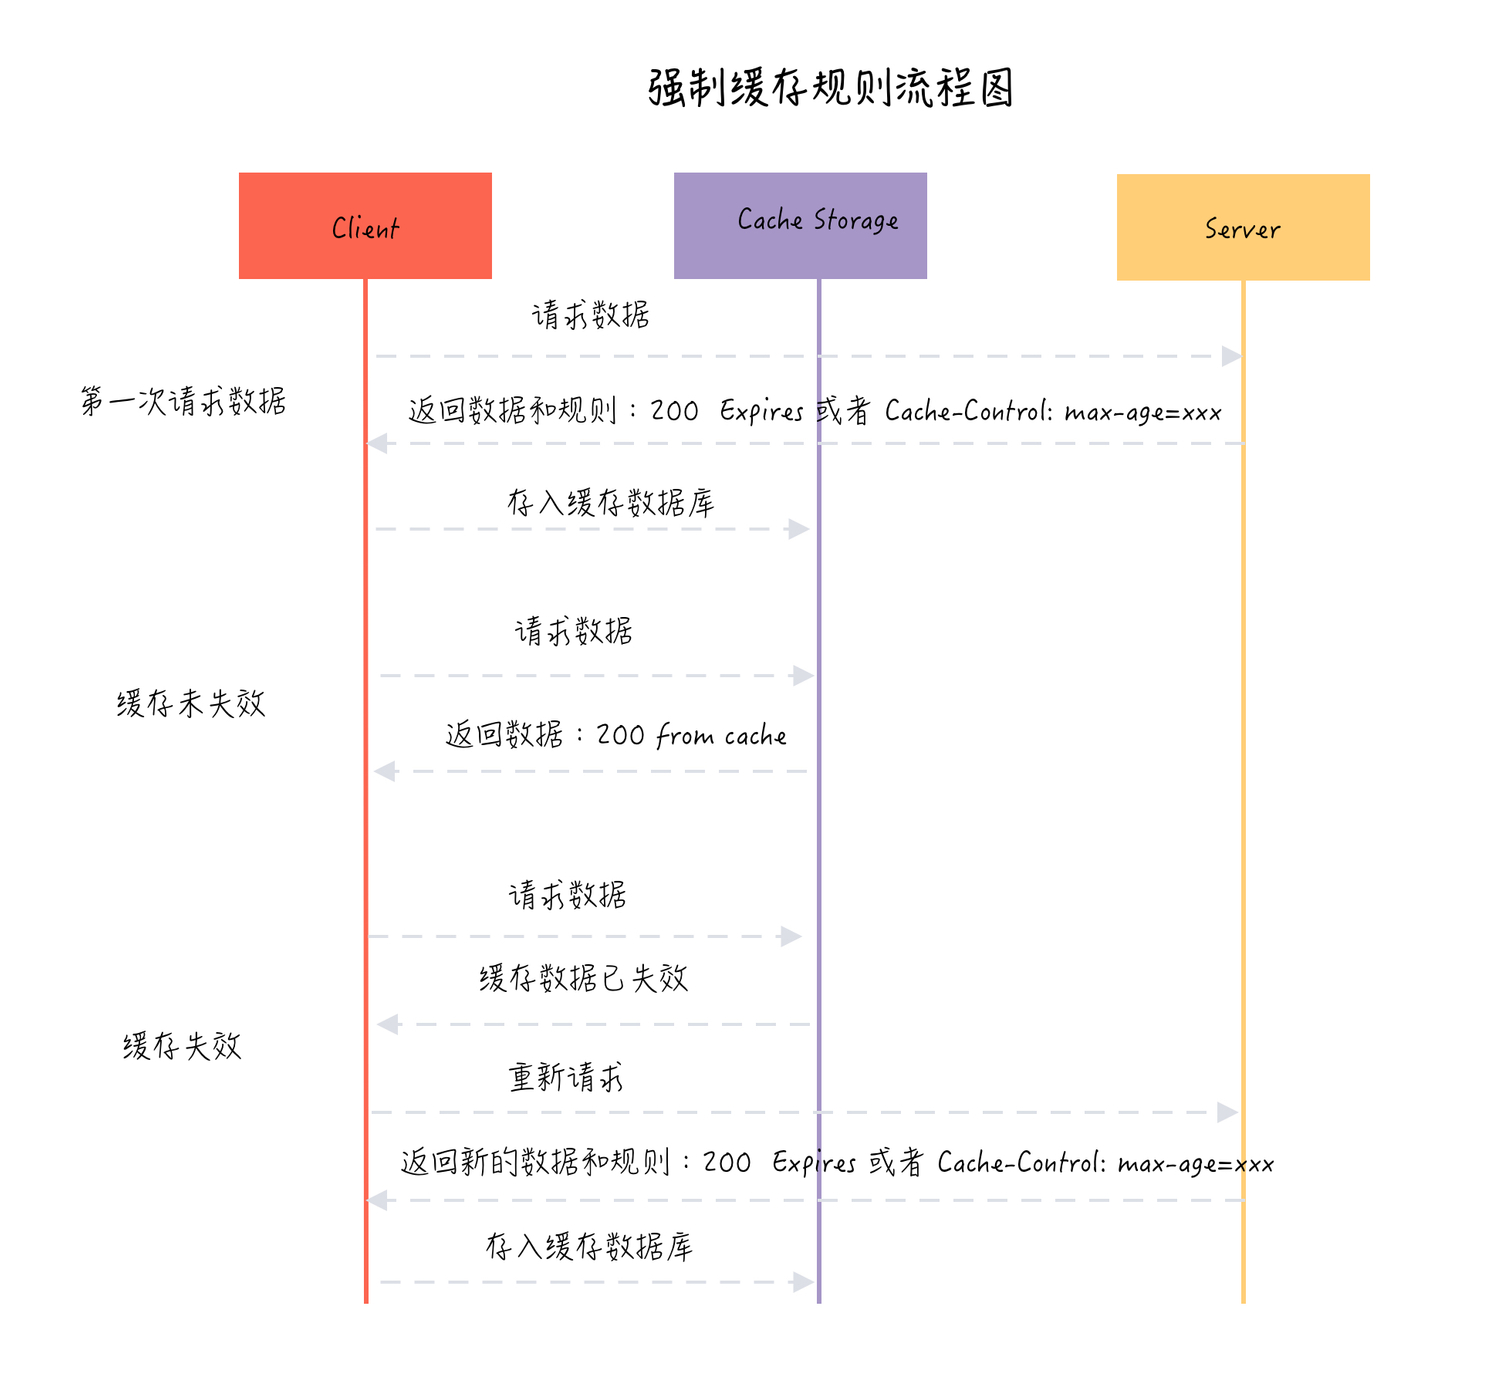 强制缓存规则流程图
Client
Cache Storage
Server
请求数据
第一次请求数据
返回数据和规则：200 Expires 或者 Cache-Control: max-age=xxx
存入缓存数据库
请求数据
缓存未失效
返回数据：200 from cache
请求数据
缓存数据已失效
缓存失效
重新请求
返回新的数据和规则：200 Expires 或者 Cache-Control: max-age=xxx
存入缓存数据库